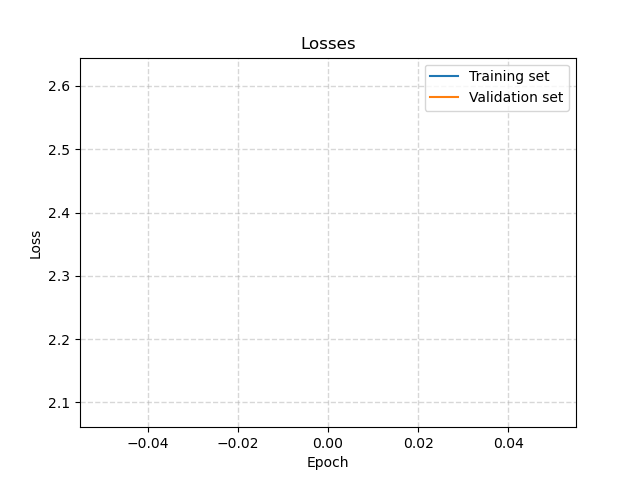 Losses
Training set
Validation set
2.6
2.5
2.4
2.3
2.2
2.1
Loss
−0.04
−0.02
0.00
0.02
0.04
Epoch